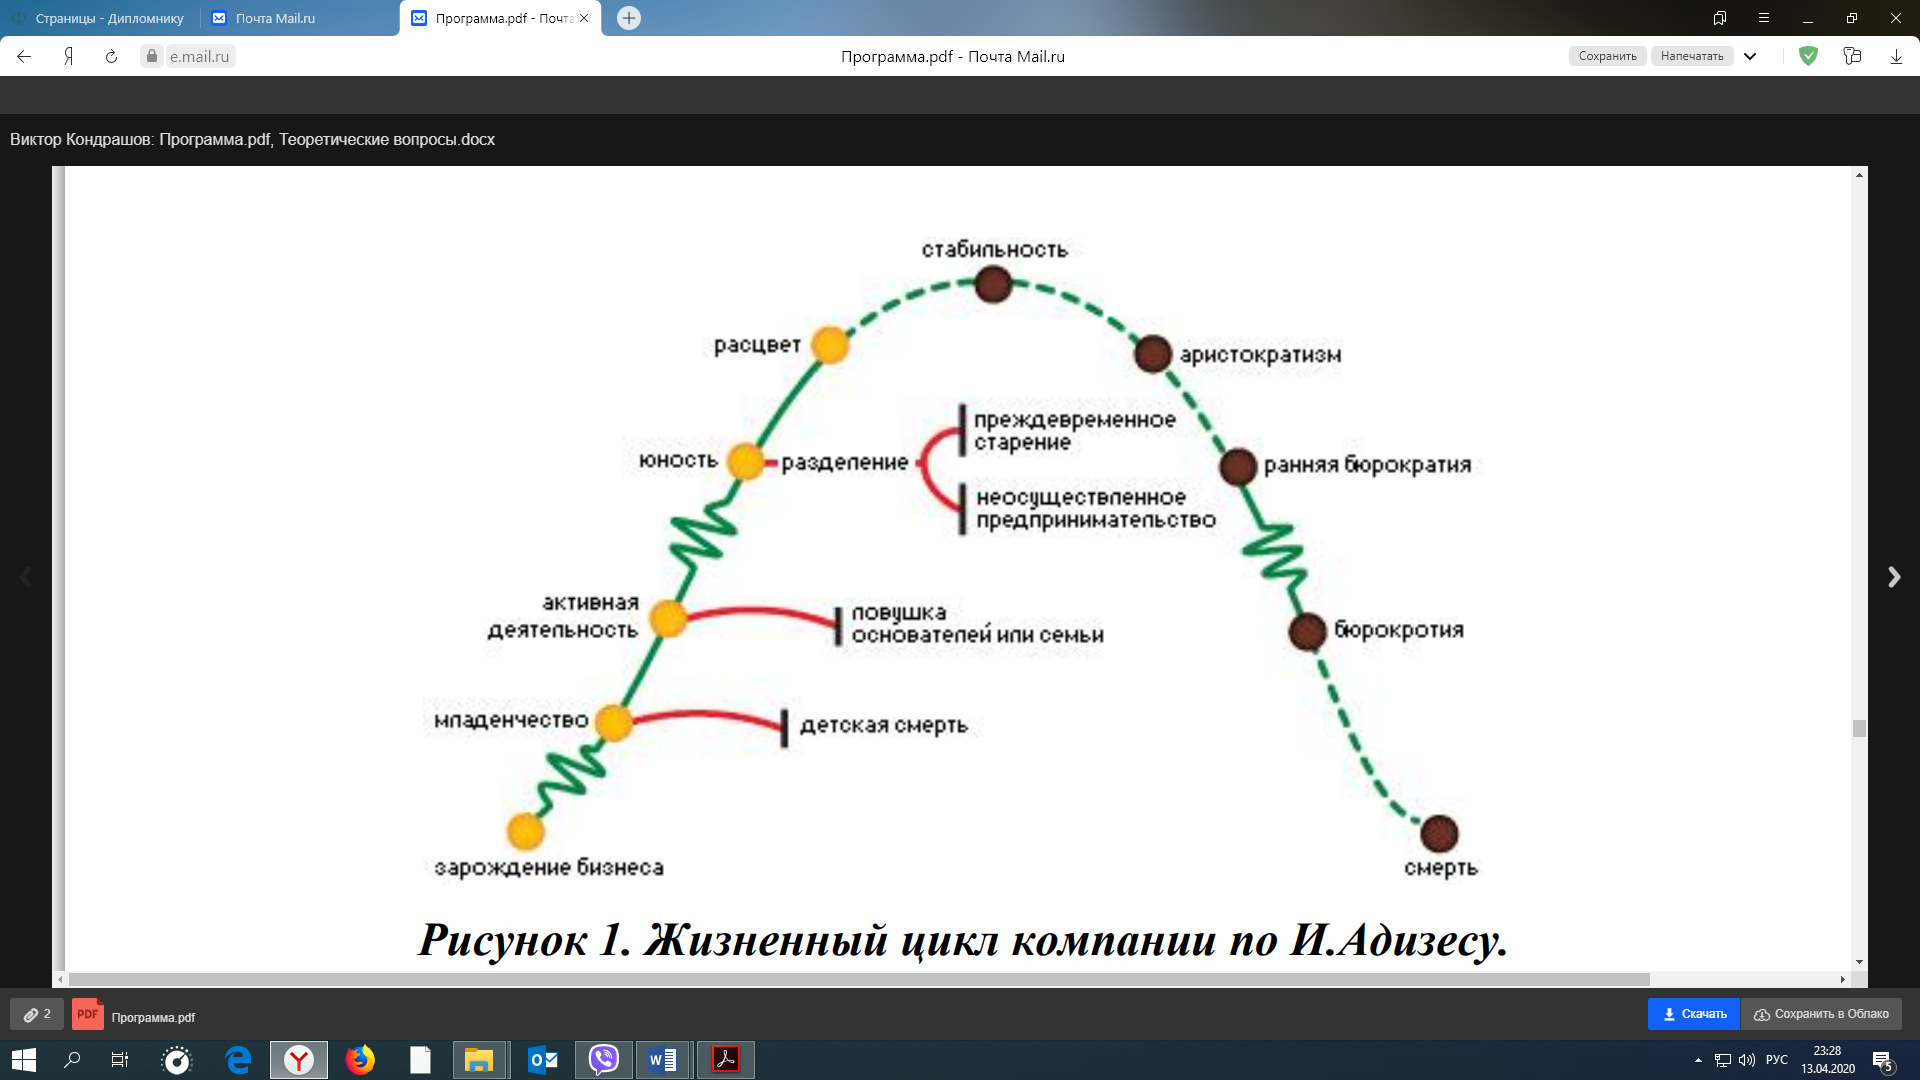 Страницы - Дипломнику
Почта Mail.ru
Программа.pdf - Почта
e.mail.ru
Программа.pdf - Почта Mail.ru
Сохранить
Напечатать
Виктор Кондрашов: Программа.pdf, Теоретические вопросы.docx
стабильность
расцвет
аристократизм
преждевременное
старение
юность
разделение
ранняя бюрократия
неосуществленное
предпринимательство
активная
деятельность
ловушка
основателей или семьи
бюрокротия
младенчество
детская смерть
зарождение бизнеса
смерть
Рисунок 1. Жизненный цикл компании по И.Адизесу.
2
PDF
Программа.pdf
Скачать
Сохранить в Облако
РУС
23:28
13.04.2020
5